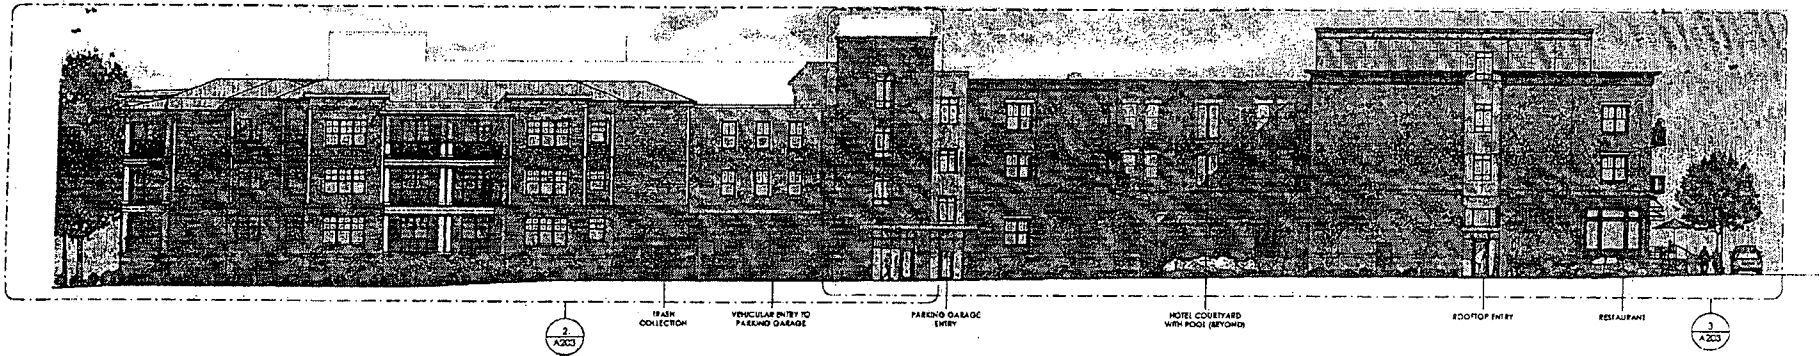 TRASH
COLLECTION
VEHICULAR ENTRY TO
PARKING GARAGE
PARKING GARAGE
ENTRY
HOTEL COURTYARD
WITH POOL (BEYOND)
ROOFTOP ENTRY
RESTAURANT
2
A203
3
A203